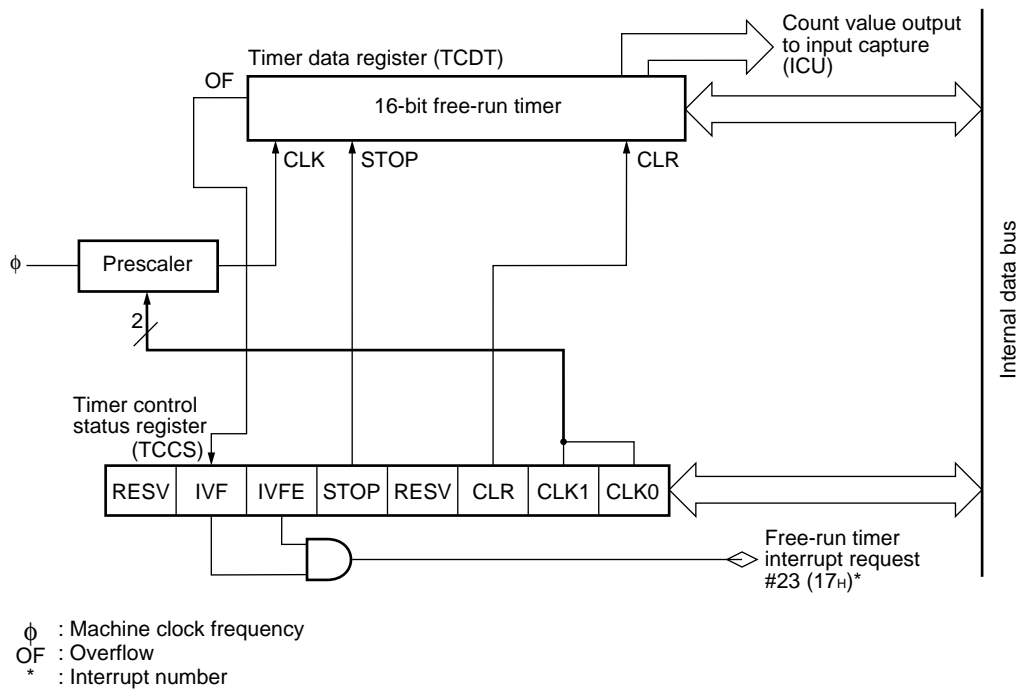 Count value output
to input capture
(ICU)
Timer data register (TCDT)
OF
16-bit free-run timer
CLK
STOP
CLR
ϕ
Prescaler
2
Internal data bus
Timer control
status register
(TCCS)
RESV IVF IVFE STOP RESV CLR CLK1 CLK0
Free-run timer
interrupt request
#23 (17H)*
ϕ : Machine clock frequency
OF : Overflow
* : Interrupt number